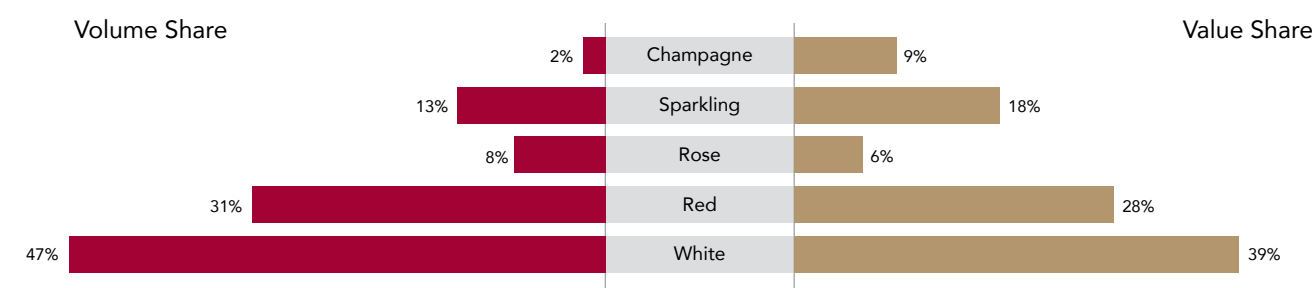 Volume Share
Value Share
2% Champagne 9%
13% Sparkling 18%
8% Rose 6%
31% Red 28%
47% White 39%